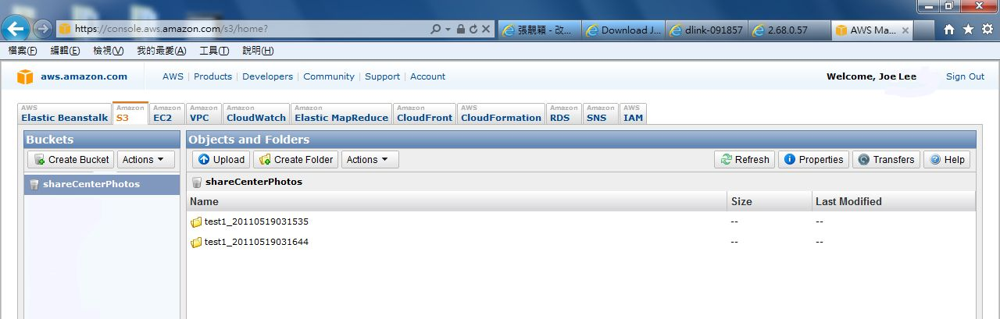 https://console.aws.amazon.com/s3/home?
張靚穎 - 改... Download J... dlink-091857 2.68.0.57 AWS Ma...
檔案(F) 編輯(E) 檢視(V) 我的最愛(A) 工具(T) 說明(H)
aws.amazon.com AWS | Products | Developers | Community | Support | Account Welcome, Joe Lee Sign Out
AWS Amazon Amazon Amazon Amazon Amazon Amazon AWS Amazon Amazon AWS
Elastic Beanstalk S3 EC2 VPC CloudWatch Elastic MapReduce CloudFront CloudFormation RDS SNS IAM
Buckets Objects and Folders
Create Bucket Actions Upload Create Folder Actions Refresh Properties Transfers Help
shareCenterPhotos shareCenterPhotos
Name Size Last Modified
test1_20110519031535 -- --
test1_20110519031644 -- --